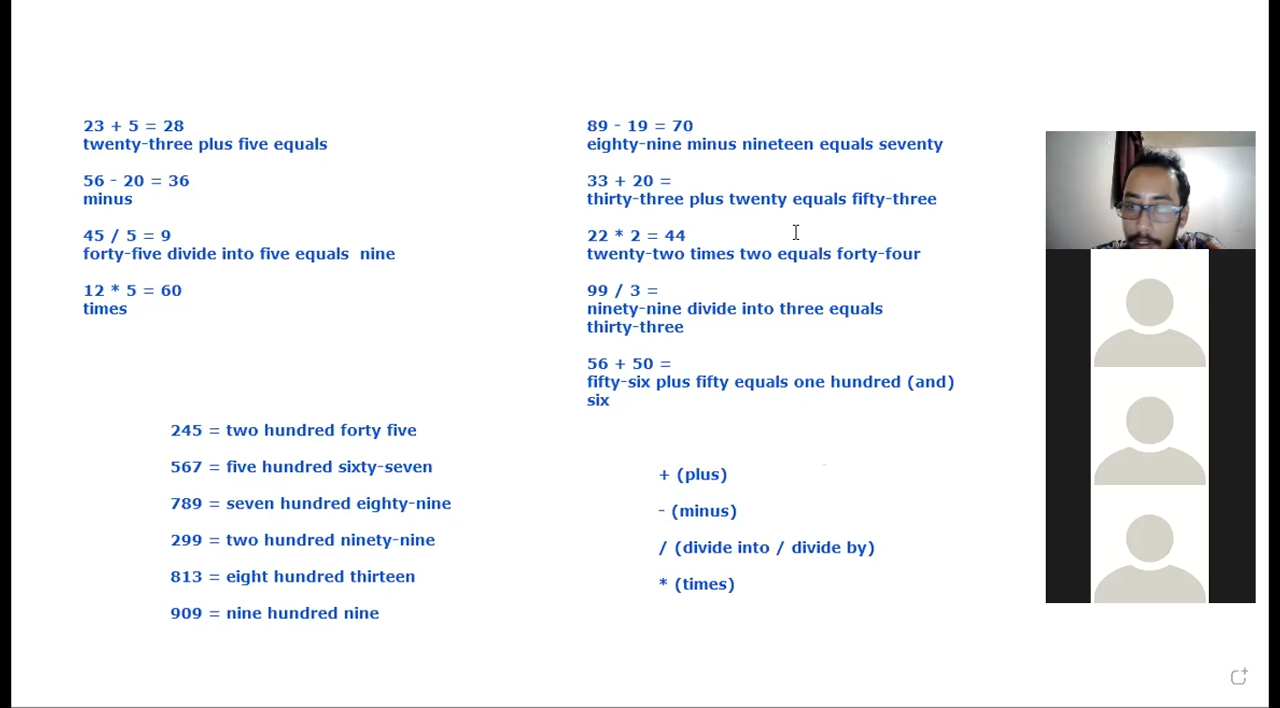 23 + 5 = 28
twenty-three plus five equals
56 - 20 = 36
minus
45 / 5 = 9
forty-five divide into five equals  nine
12 * 5 = 60
times
89 - 19 = 70
eighty-nine minus nineteen equals seventy
33 + 20 =
thirty-three plus twenty equals fifty-three
22 * 2 = 44
twenty-two times two equals forty-four
99 / 3 =
ninety-nine divide into three equals
thirty-three
56 + 50 =
fifty-six plus fifty equals one hundred (and)
six
245 = two hundred forty five
567 = five hundred sixty-seven
789 = seven hundred eighty-nine
299 = two hundred ninety-nine
813 = eight hundred thirteen
909 = nine hundred nine
+ (plus)
- (minus)
/ (divide into / divide by)
* (times)